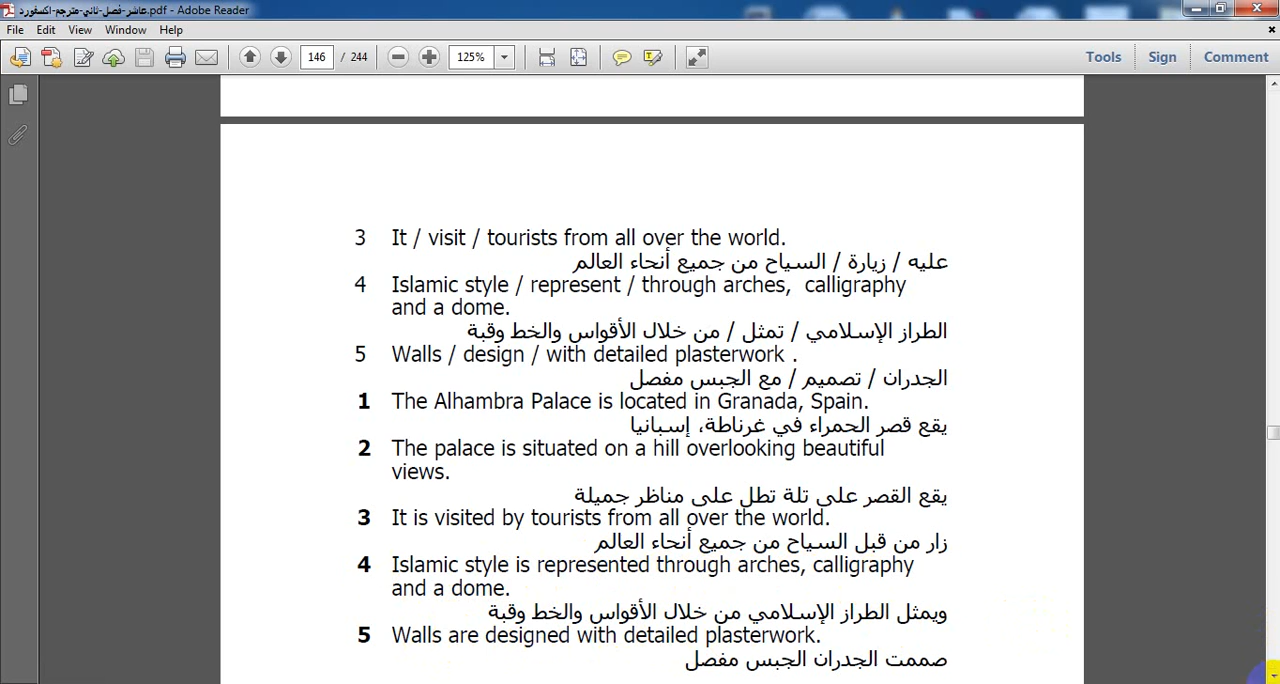 عاشر-فصل-ثاني-مترجم-اكسفورد.pdf - Adobe Reader
File Edit View Window Help
146 / 244 125% Tools Sign Comment
3 It / visit / tourists from all over the world.
عليه / زيارة / السياح من جميع أنحاء العالم
4 Islamic style / represent / through arches, calligraphy
and a dome.
الطراز الإسلامي / تمثل / من خلال الأقواس والخط وقبة
5 Walls / design / with detailed plasterwork .
الجدران / تصميم / مع الجبس مفصل
1 The Alhambra Palace is located in Granada, Spain.
يقع قصر الحمراء في غرناطة، إسبانيا
2 The palace is situated on a hill overlooking beautiful
views.
يقع القصر على تلة تطل على مناظر جميلة
3 It is visited by tourists from all over the world.
زار من قبل السياح من جميع أنحاء العالم
4 Islamic style is represented through arches, calligraphy
and a dome.
ويمثل الطراز الإسلامي من خلال الأقواس والخط وقبة
5 Walls are designed with detailed plasterwork.
صممت الجدران الجبس مفصل